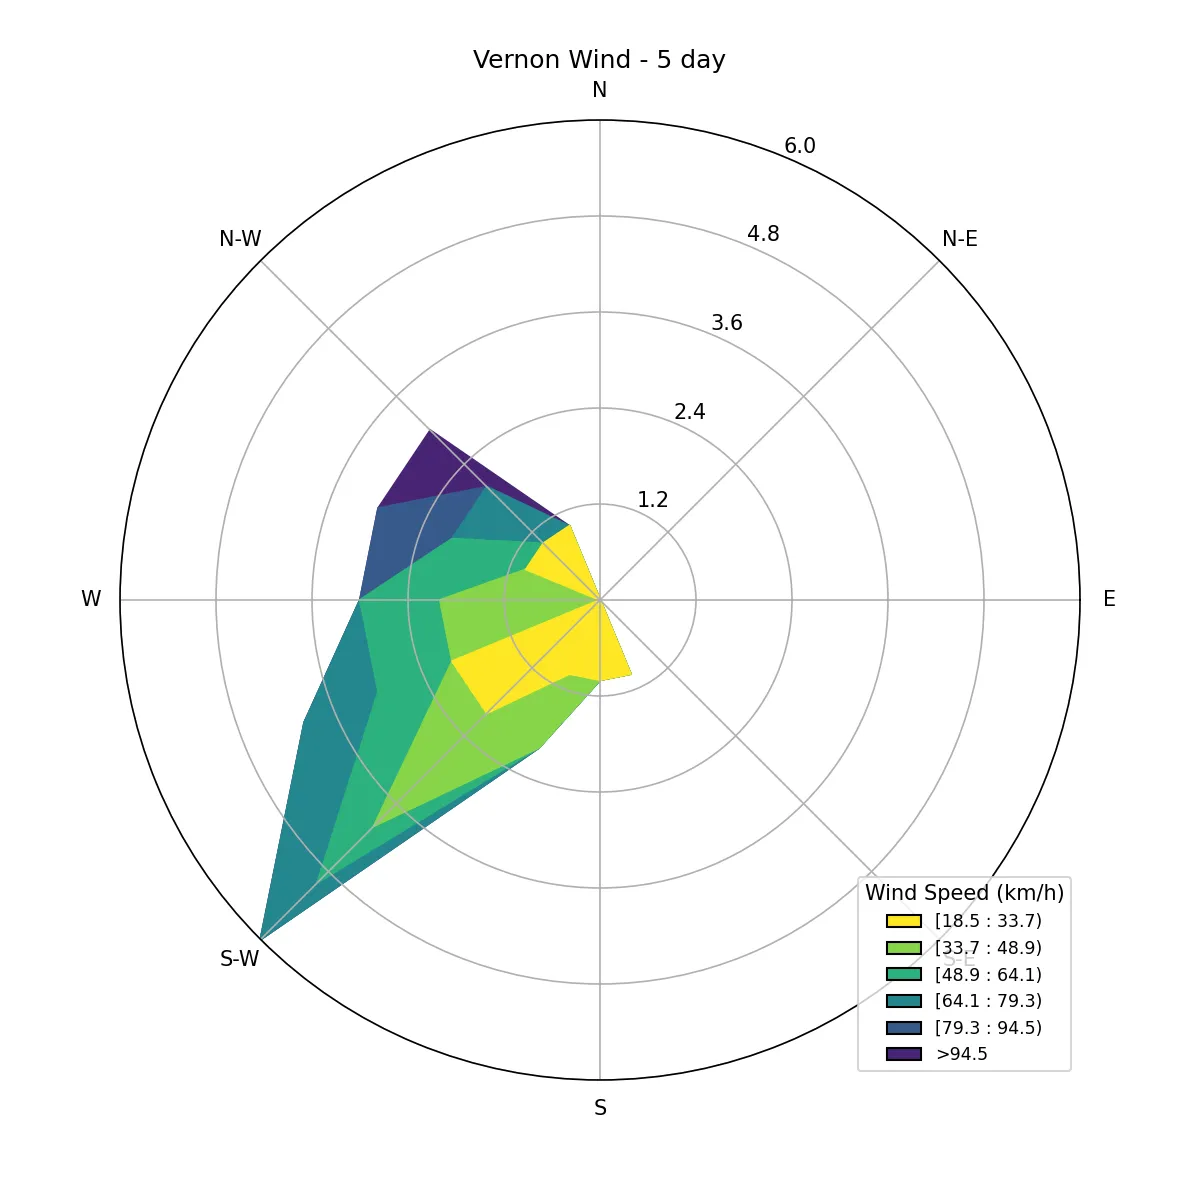 Vernon Wind - 5 day
N
6.0
4.8
N-W
N-E
3.6
2.4
1.2
W
E
S-W
S-E
Wind Speed (km/h)
[18.5 : 33.7)
[33.7 : 48.9)
[48.9 : 64.1)
[64.1 : 79.3)
[79.3 : 94.5)
>94.5
S